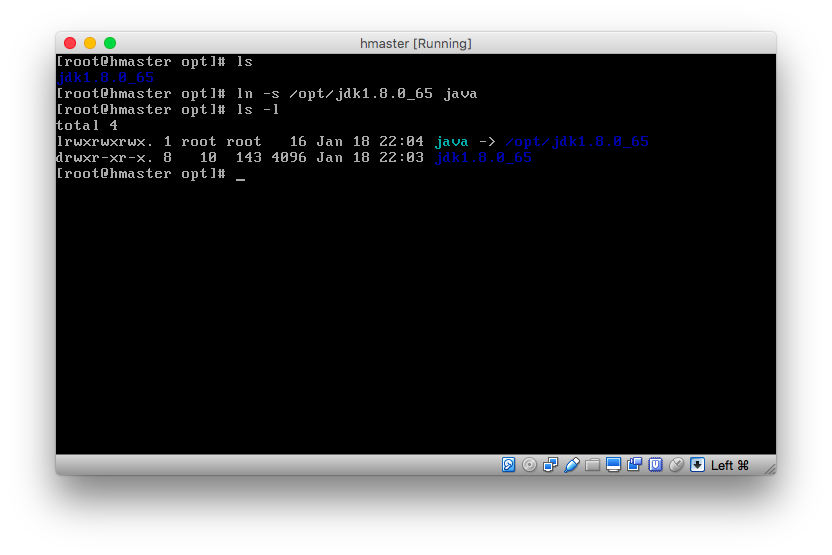 hmaster [Running]
[root@hmaster opt]# ls
jdk1.8.0_65
[root@hmaster opt]# ln -s /opt/jdk1.8.0_65 java
[root@hmaster opt]# ls -l
total 4
lrwxrwxrwx. 1 root root   16 Jan 18 22:04 java -> /opt/jdk1.8.0_65
drwxr-xr-x. 8   10  143 4096 Jan 18 22:03 jdk1.8.0_65
[root@hmaster opt]# _
Left ⌘